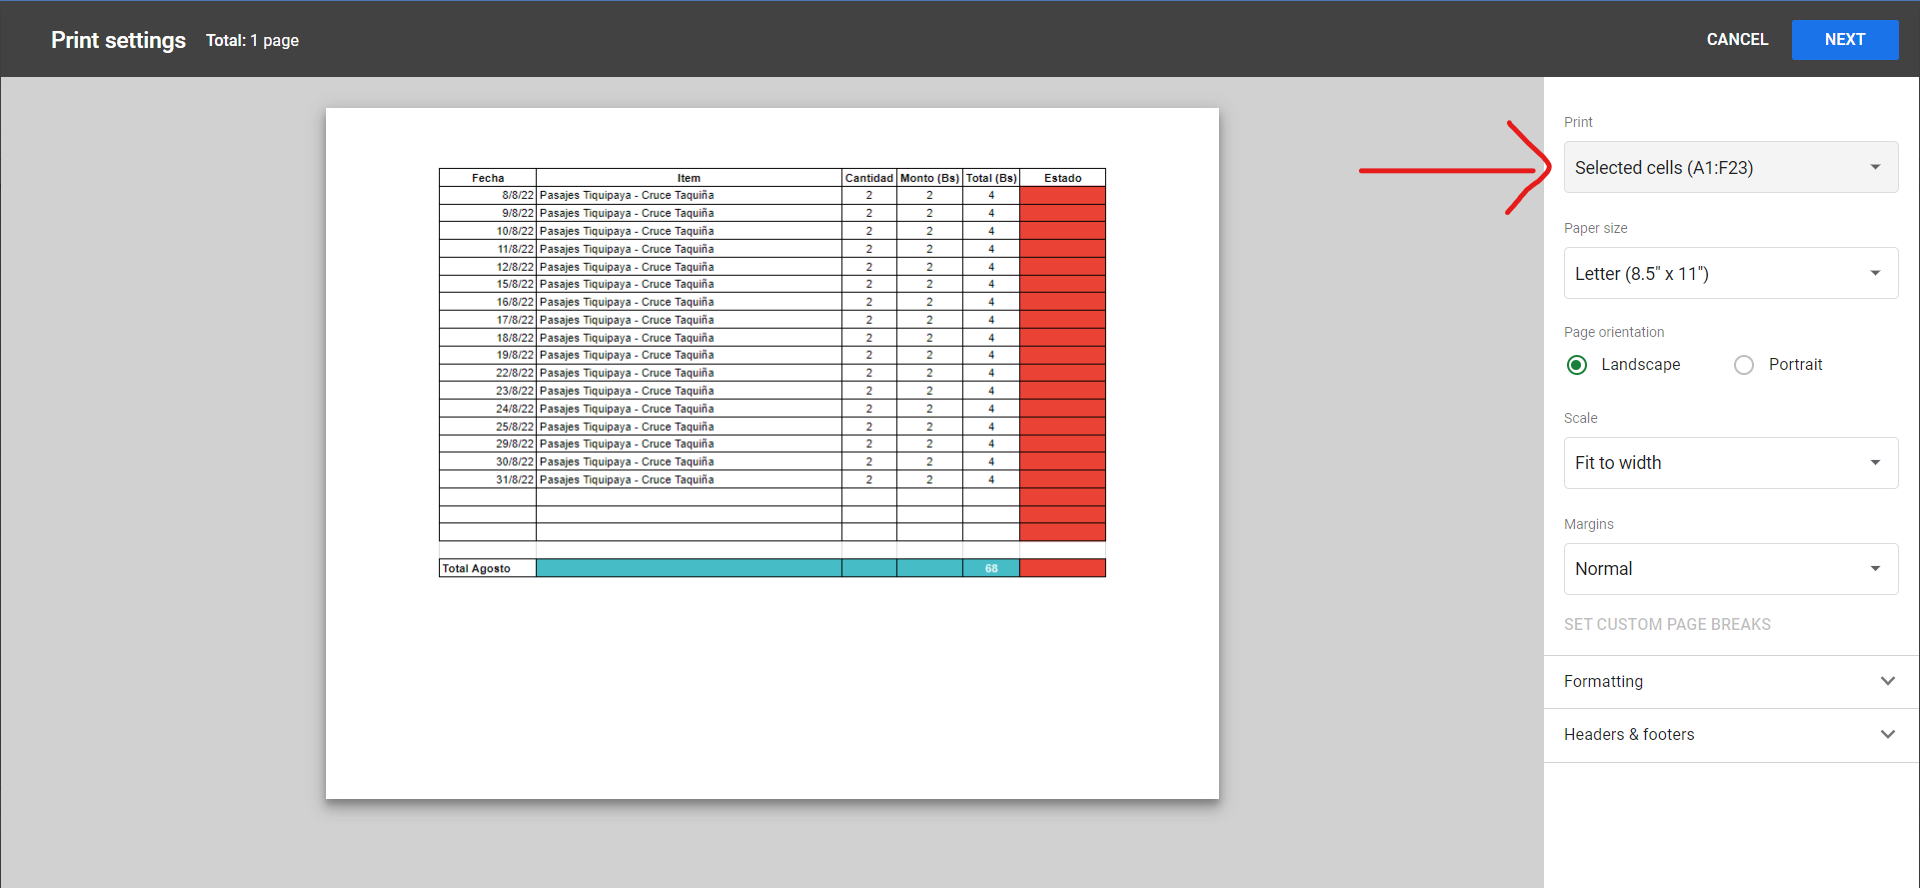 Print settings Total: 1 page CANCEL NEXT
Fecha Item Cantidad Monto (Bs) Total (Bs) Estado
8/8/22 Pasajes Tiquipaya - Cruce Taquiña 2 2 4
9/8/22 Pasajes Tiquipaya - Cruce Taquiña 2 2 4
10/8/22 Pasajes Tiquipaya - Cruce Taquiña 2 2 4
11/8/22 Pasajes Tiquipaya - Cruce Taquiña 2 2 4
12/8/22 Pasajes Tiquipaya - Cruce Taquiña 2 2 4
15/8/22 Pasajes Tiquipaya - Cruce Taquiña 2 2 4
16/8/22 Pasajes Tiquipaya - Cruce Taquiña 2 2 4
17/8/22 Pasajes Tiquipaya - Cruce Taquiña 2 2 4
18/8/22 Pasajes Tiquipaya - Cruce Taquiña 2 2 4
19/8/22 Pasajes Tiquipaya - Cruce Taquiña 2 2 4
22/8/22 Pasajes Tiquipaya - Cruce Taquiña 2 2 4
23/8/22 Pasajes Tiquipaya - Cruce Taquiña 2 2 4
24/8/22 Pasajes Tiquipaya - Cruce Taquiña 2 2 4
25/8/22 Pasajes Tiquipaya - Cruce Taquiña 2 2 4
29/8/22 Pasajes Tiquipaya - Cruce Taquiña 2 2 4
30/8/22 Pasajes Tiquipaya - Cruce Taquiña 2 2 4
31/8/22 Pasajes Tiquipaya - Cruce Taquiña 2 2 4
Total Agosto 68
Print
Selected cells (A1:F23)
Paper size
Letter (8.5" x 11")
Page orientation
Landscape Portrait
Scale
Fit to width
Margins
Normal
SET CUSTOM PAGE BREAKS
Formatting
Headers & footers